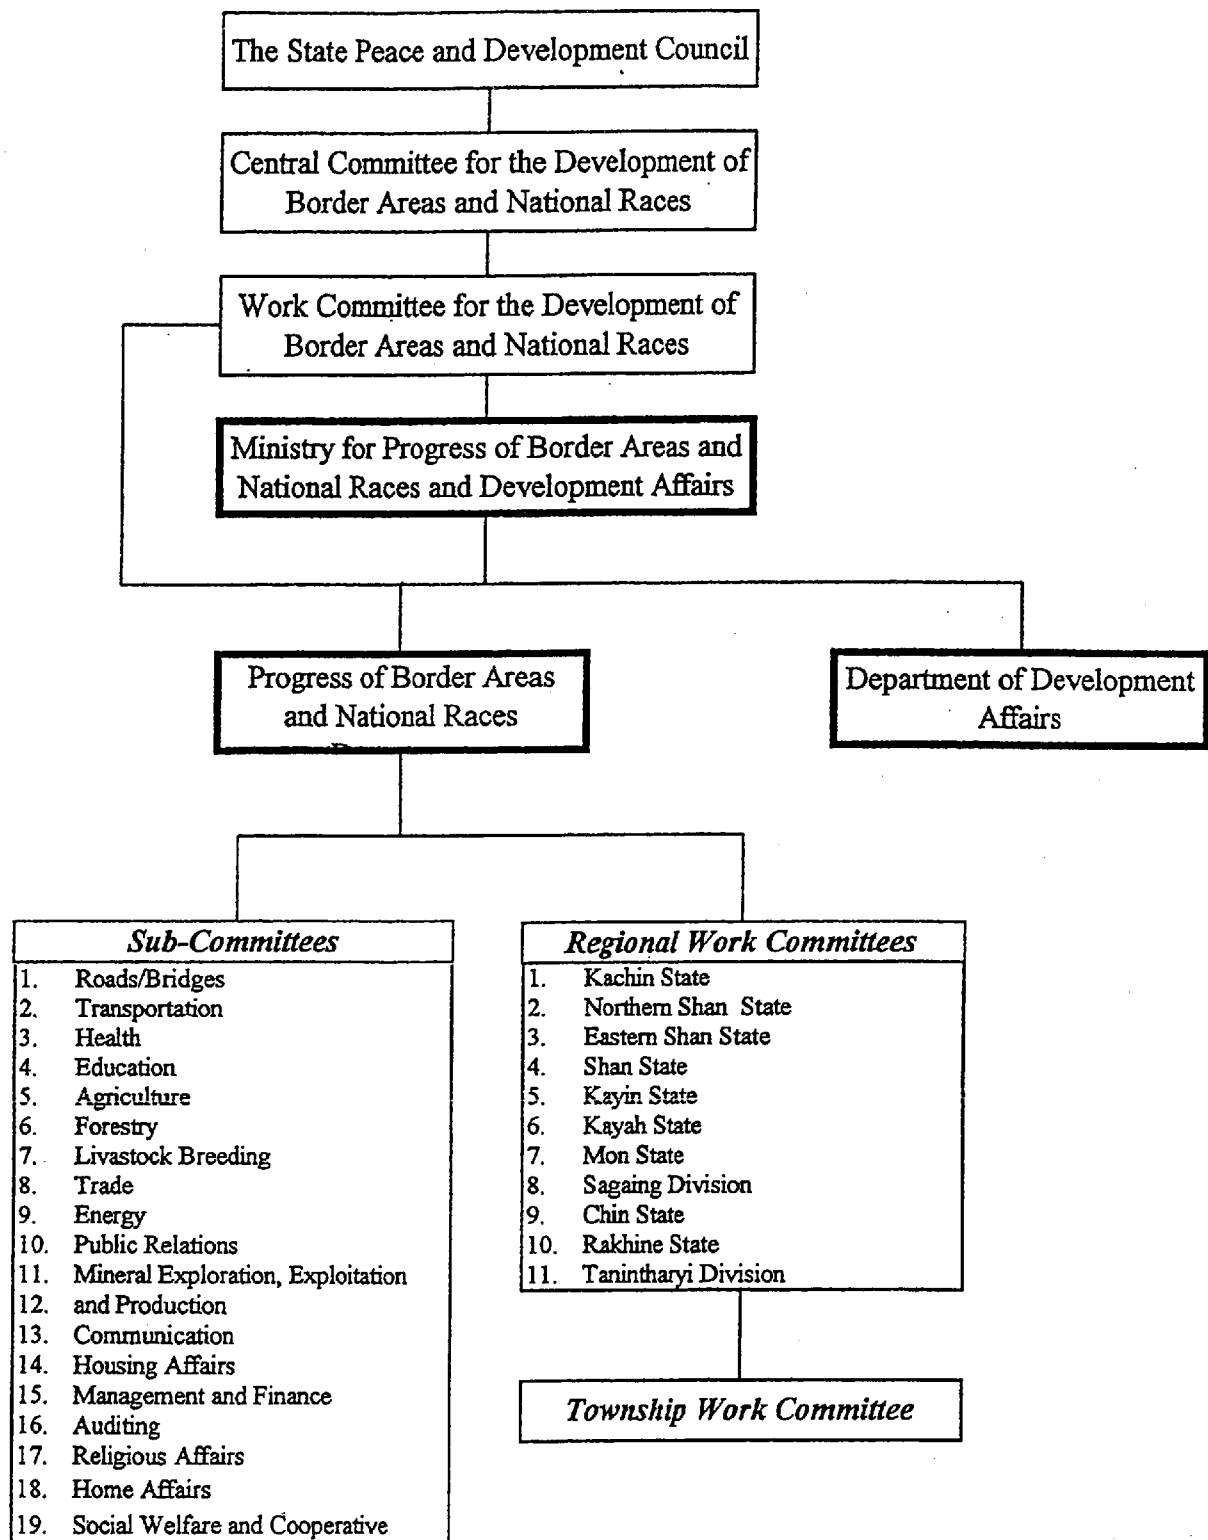 The State Peace and Development Council
Central Committee for the Development of
Border Areas and National Races
Work Committee for the Development of
Border Areas and National Races
Ministry for Progress of Border Areas and
National Races and Development Affairs
Progress of Border Areas
and National Races
Department of Development
Affairs
Sub-Committees
1. Roads/Bridges
2. Transportation
3. Health
4. Education
5. Agriculture
6. Forestry
7. Livastock Breeding
8. Trade
9. Energy
10. Public Relations
11. Mineral Exploration, Exploitation
12. and Production
13. Communication
14. Housing Affairs
15. Management and Finance
16. Auditing
17. Religious Affairs
18. Home Affairs
19. Social Welfare and Cooperative
Regional Work Committees
1. Kachin State
2. Northern Shan State
3. Eastern Shan State
4. Shan State
5. Kayin State
6. Kayah State
7. Mon State
8. Sagaing Division
9. Chin State
10. Rakhine State
11. Tanintharyi Division
Township Work Committee